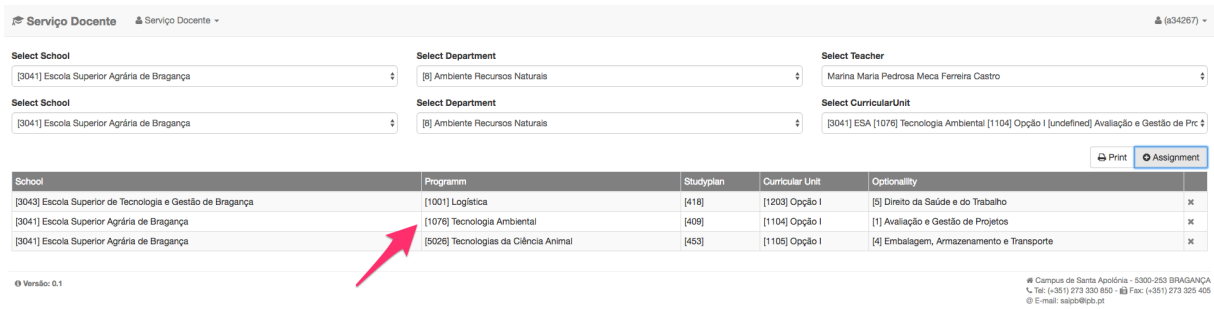 Serviço Docente Serviço Docente (a34267)
Select School Select Department Select Teacher
[3041] Escola Superior Agrária de Bragança [8] Ambiente Recursos Naturais Marina Maria Pedrosa Meca Ferreira Castro
Select School Select Department Select CurricularUnit
[3041] Escola Superior Agrária de Bragança [8] Ambiente Recursos Naturais [3041] ESA [1076] Tecnologia Ambiental [1104] Opção I [undefined] Avaliação e Gestão de Prc
Print Assignment
School Programm Studyplan Curricular Unit Optionallity
[3043] Escola Superior de Tecnologia e Gestão de Bragança [1001] Logística [418] [1203] Opção I [5] Direito da Saúde e do Trabalho
[3041] Escola Superior Agrária de Bragança [1076] Tecnologia Ambiental [409] [1104] Opção I [1] Avaliação e Gestão de Projetos
[3041] Escola Superior Agrária de Bragança [5026] Tecnologias da Ciência Animal [453] [1105] Opção I [4] Embalagem, Armazenamento e Transporte
Versão: 0.1
Campus de Santa Apolónia - 5300-253 BRAGANÇA
Tel: (+351) 273 330 850 - Fax: (+351) 273 325 405
@ E-mail: saipb@ipb.pt